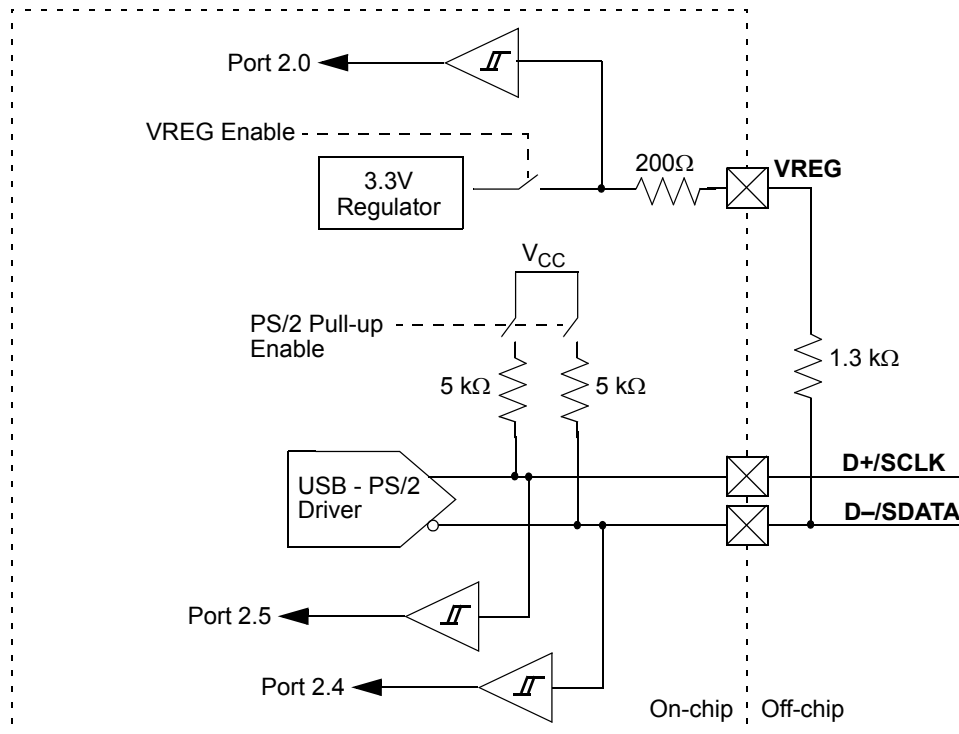 Port 2.0
VREG Enable
200Ω
VREG
3.3V
Regulator
VCC
PS/2 Pull-up
Enable
1.3 kΩ
5 kΩ
5 kΩ
D+/SCLK
USB - PS/2
Driver
D–/SDATA
Port 2.5
Port 2.4
On-chip
Off-chip